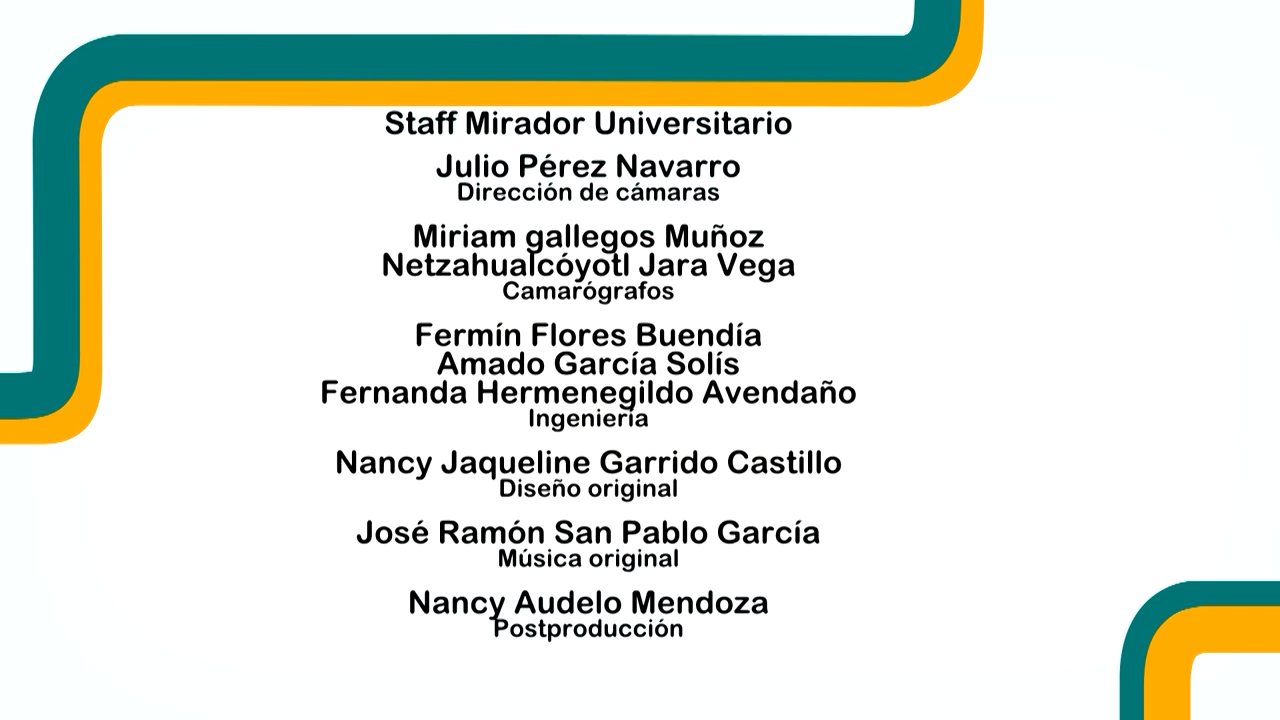 Staff Mirador Universitario
Julio Pérez Navarro
Dirección de cámaras
Miriam gallegos Muñoz
Netzahualcóyotl Jara Vega
Camarógrafos
Fermín Flores Buendía
Amado García Solís
Fernanda Hermenegildo Avendaño
Ingeniería
Nancy Jaqueline Garrido Castillo
Diseño original
José Ramón San Pablo García
Música original
Nancy Audelo Mendoza
Postproducción